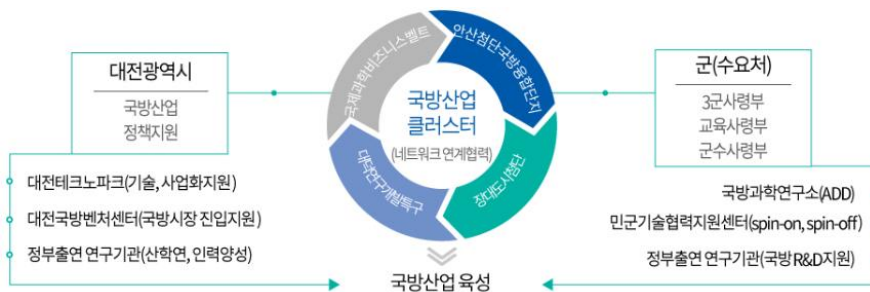 대전광역시
국방산업
정책지원
대전테크노파크(기술, 사업화지원)
대전국방벤처센터(국방시장 진입지원)
정부출연 연구기관(산학연, 인력양성)
국제과학비즈니스벨트
안산첨단국방융합단지
대덕연구개발특구
장대도시첨단
국방산업
클러스터
(네트워크 연계협력)
국방산업 육성
군(수요처)
3군사령부
교육사령부
군수사령부
국방과학연구소(ADD)
민군기술협력지원센터(spin-on, spin-off)
정부출연 연구기관(국방 R&D지원)